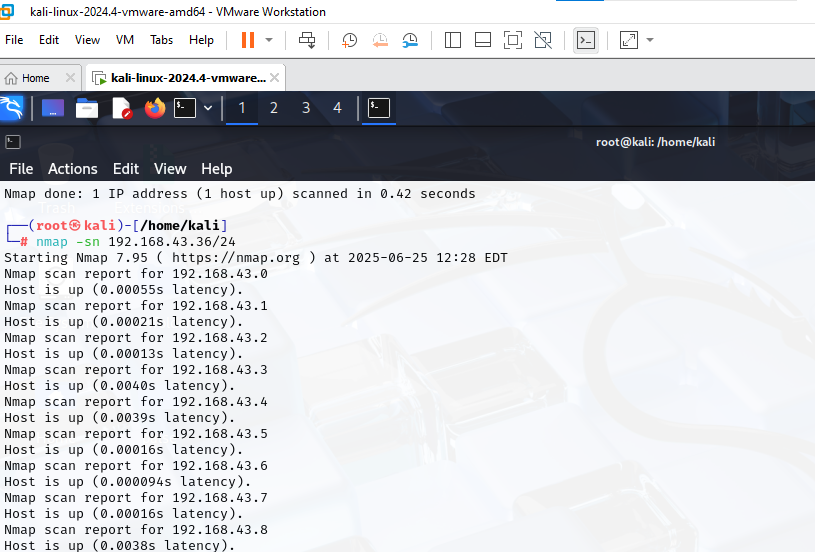 kali-linux-2024.4-vmware-amd64 - VMware Workstation
File Edit View VM Tabs Help
Home kali-linux-2024.4-vmware...
1 2 3 4
root@kali: /home/kali
File Actions Edit View Help
Nmap done: 1 IP address (1 host up) scanned in 0.42 seconds
┌──(root㉿kali)-[/home/kali]
└─# nmap -sn 192.168.43.36/24
Starting Nmap 7.95 ( https://nmap.org ) at 2025-06-25 12:28 EDT
Nmap scan report for 192.168.43.0
Host is up (0.00055s latency).
Nmap scan report for 192.168.43.1
Host is up (0.00021s latency).
Nmap scan report for 192.168.43.2
Host is up (0.00013s latency).
Nmap scan report for 192.168.43.3
Host is up (0.0040s latency).
Nmap scan report for 192.168.43.4
Host is up (0.0039s latency).
Nmap scan report for 192.168.43.5
Host is up (0.00016s latency).
Nmap scan report for 192.168.43.6
Host is up (0.000094s latency).
Nmap scan report for 192.168.43.7
Host is up (0.00016s latency).
Nmap scan report for 192.168.43.8
Host is up (0.0038s latency).